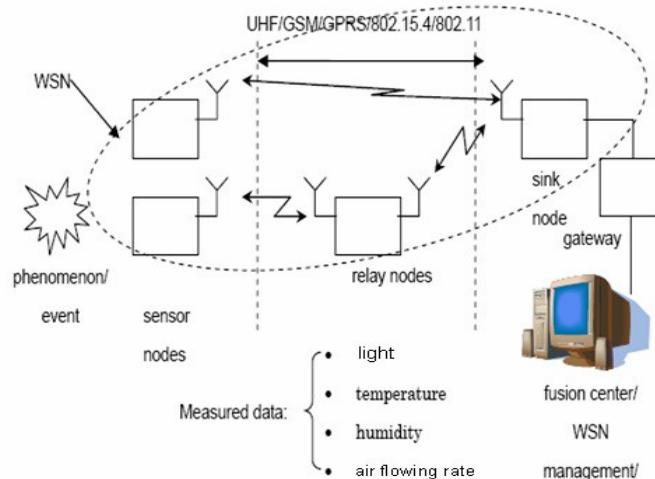 UHF/GSM/GPRS/802.15.4/802.11
WSN
sink
node
gateway
phenomenon/
event
sensor
nodes
relay nodes
Measured data:
• light
• temperature
• humidity
• air flowing rate
fusion center/
WSN
management/